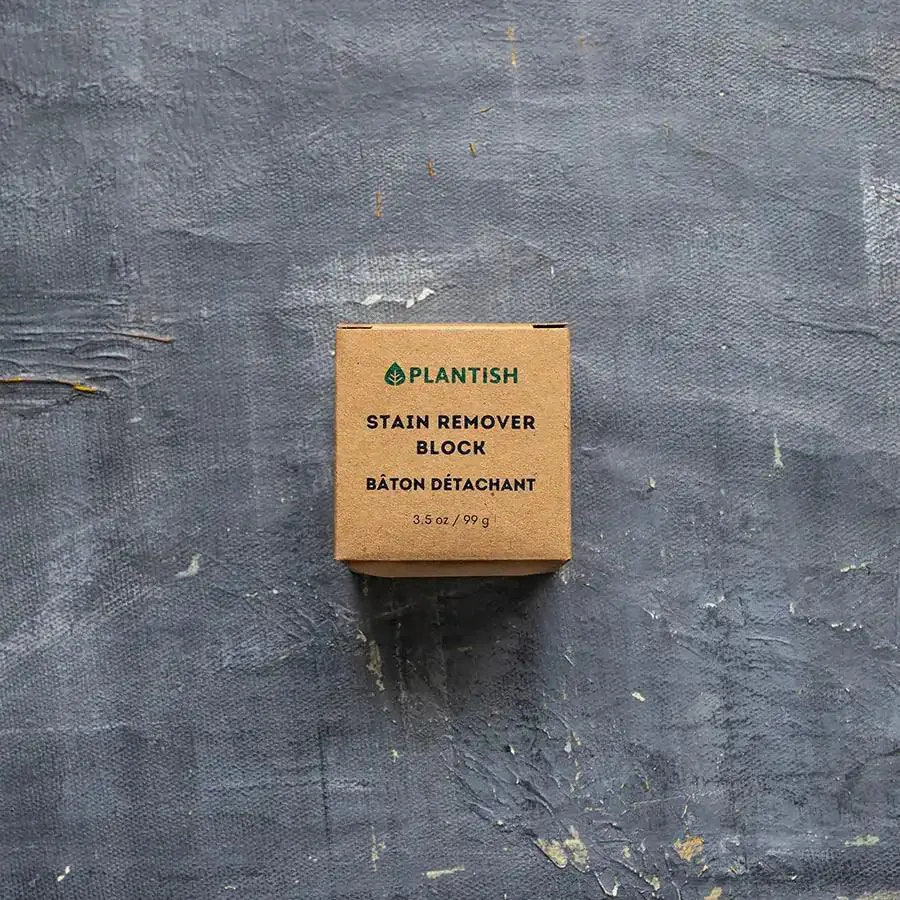 PLANTISH
STAIN REMOVER
BLOCK
BÂTON DÉTACHANT
3.5 oz / 99 g